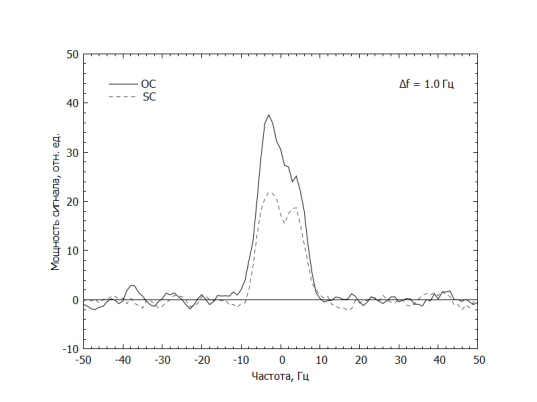 50
40
30
20
10
0
-10
Мощность сигнала, отн. ед.
OC
SC
Δf = 1.0 Гц
-50 -40 -30 -20 -10 0 10 20 30 40 50
Частота, Гц